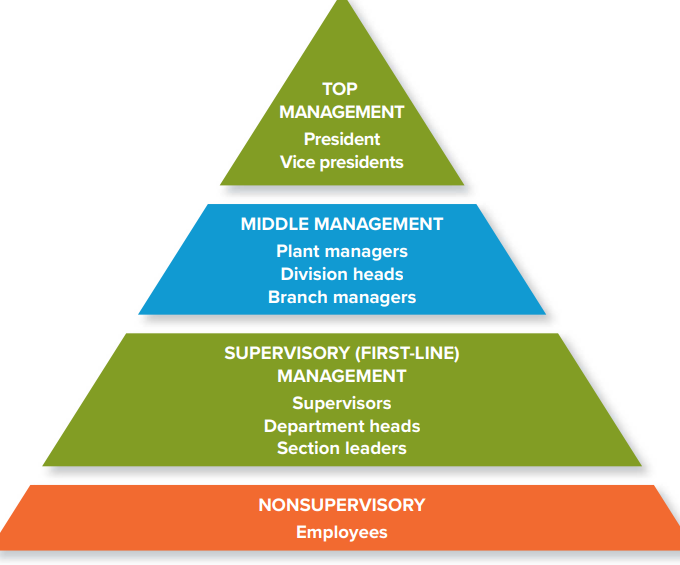 TOP
MANAGEMENT
President
Vice presidents
MIDDLE MANAGEMENT
Plant managers
Division heads
Branch managers
SUPERVISORY (FIRST-LINE)
MANAGEMENT
Supervisors
Department heads
Section leaders
NONSUPERVISORY
Employees